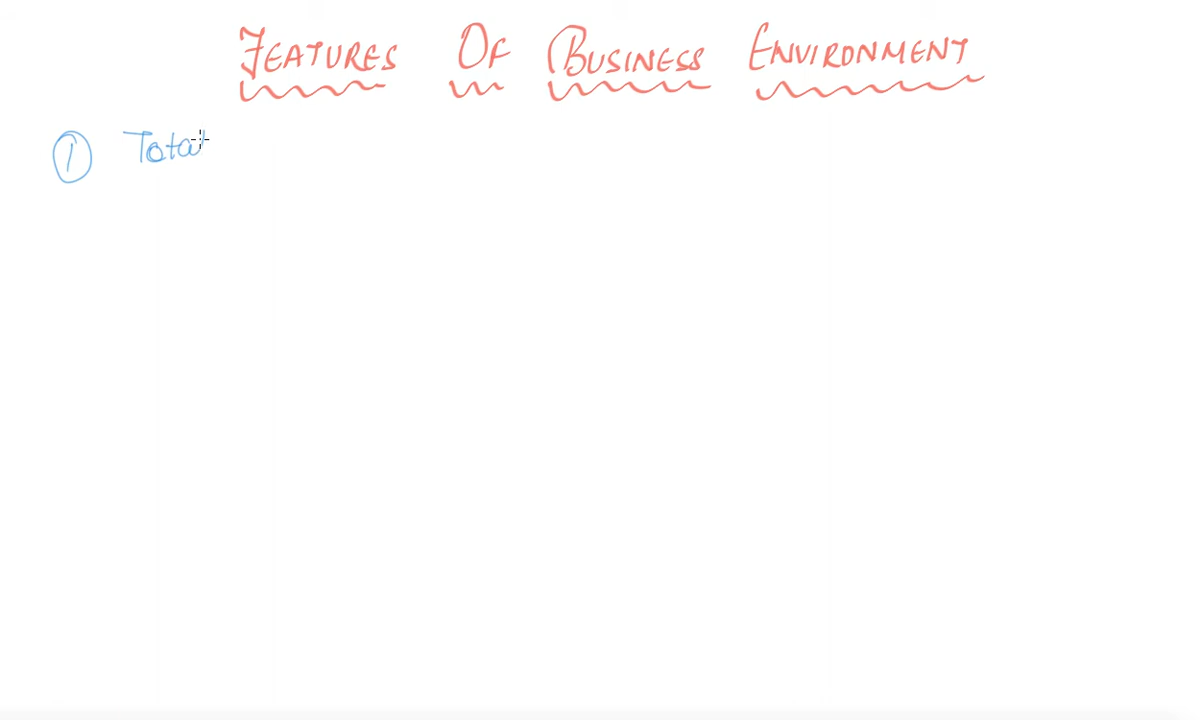 FEATURES OF BUSINESS ENVIRONMENT
① Tota